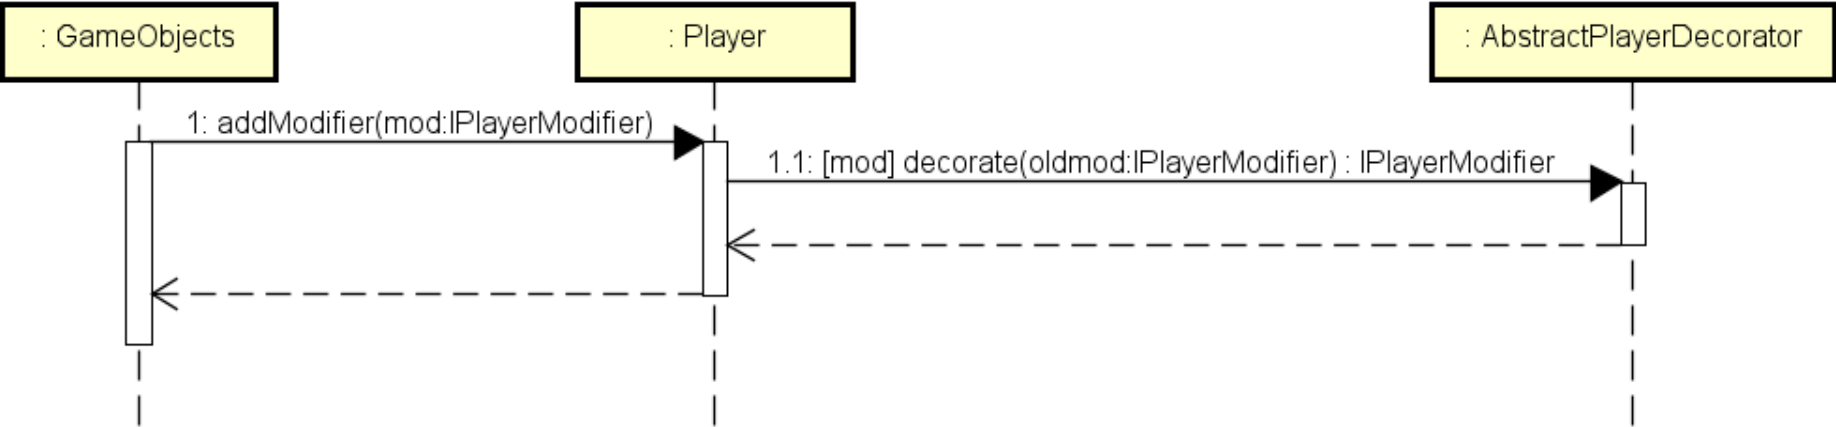 : GameObjects
: Player
: AbstractPlayerDecorator
1: addModifier(mod:IPlayerModifier)
1.1: [mod] decorate(oldmod:IPlayerModifier) : IPlayerModifier